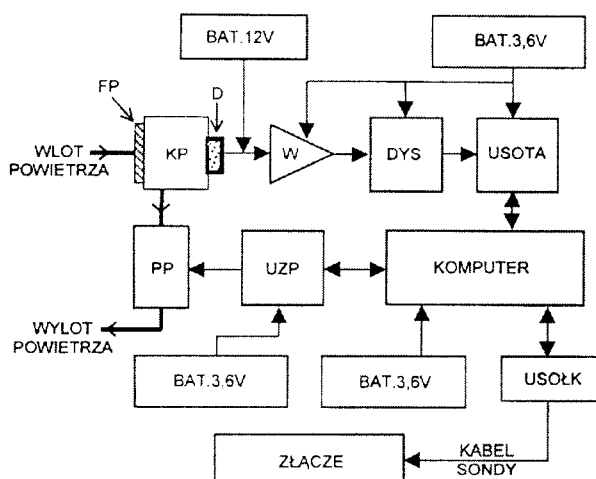 BAT.12V
BAT.3,6V
FP
D
WLOT
POWIETRZA
KP
W
DYS
USOTA
PP
UZP
KOMPUTER
WYLOT
POWIETRZA
BAT.3,6V
BAT.3,6V
USOŁK
ZŁĄCZE
KABEL
SONDY